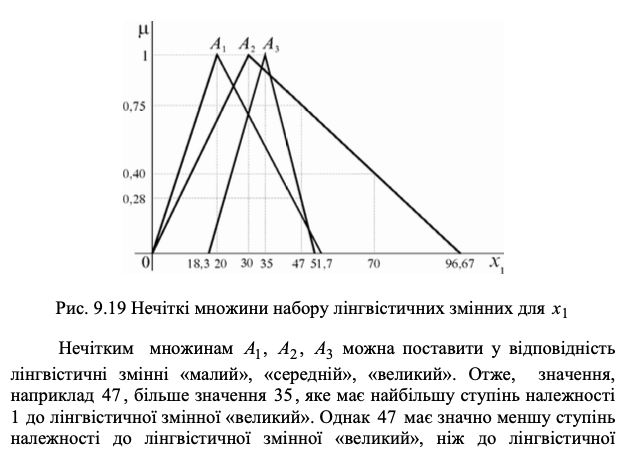 μ
A₁ A₂ A₃
1
0,75
0,40
0,28
0 18,3 20 30 35 47 51,7 70 96,67 x₁
Рис. 9.19 Нечіткі множини набору лінгвістичних змінних для x₁
Нечітким множинам A₁, A₂, A₃ можна поставити у відповідність
лінгвістичні змінні «малий», «середній», «великий». Отже, значення,
наприклад 47, більше значення 35, яке має найбільшу ступінь належності
1 до лінгвістичної змінної «великий». Однак 47 має значно меншу ступінь
належності до лінгвістичної змінної «великий», ніж до лінгвістичної